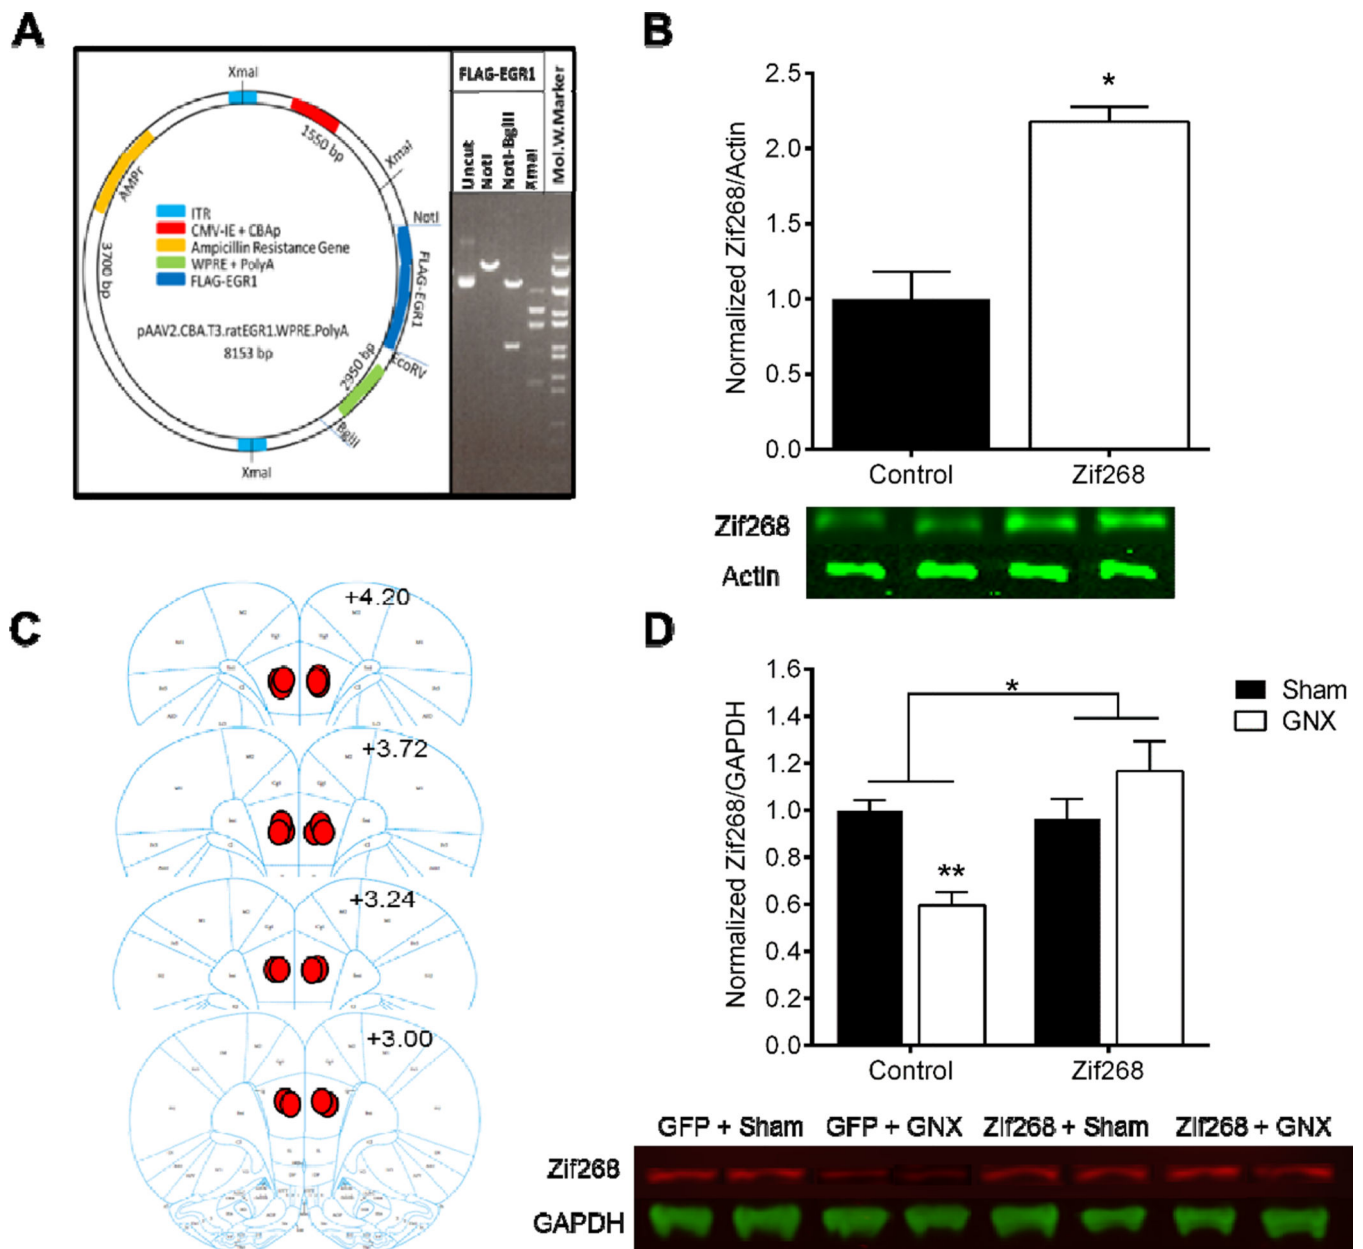 A
XmaI
1550 bp
XmaI
NotI
FLAG-EGR1
EcoRV
2950 bp
BglII
XmaI
3700 bp
AMPr
ITR
CMV-IE + CBAp
Ampicillin Resistance Gene
WPRE + PolyA
FLAG-EGR1
pAAV2.CBA.T3.ratEGR1.WPRE.PolyA
8153 bp
FLAG-EGR1
Uncut
NotI
NotI-BglII
XmaI
Mol.W.Marker
B
Normalized Zif268/Actin
2.5
2.0
1.5
1.0
0.5
0.0
*
Control
Zif268
Zif268
Actin
C
+4.20
+3.72
+3.24
+3.00
D
Normalized Zif268/GAPDH
1.6
1.4
1.2
1.0
0.8
0.6
0.4
0.2
0.0
*
**
Sham
GNX
Control
Zif268
GFP + Sham
GFP + GNX
Zif268 + Sham
Zif268 + GNX
Zif268
GAPDH